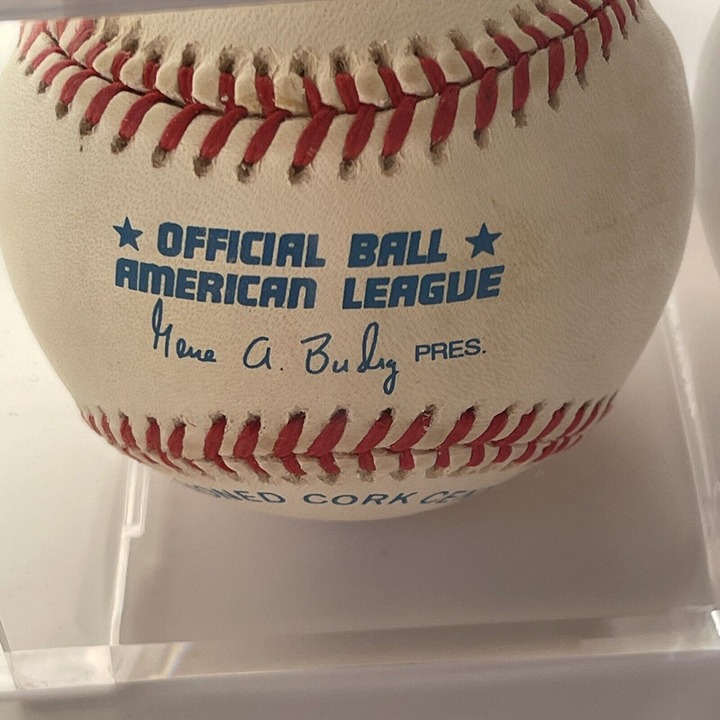 ★ OFFICIAL BALL ★
AMERICAN LEAGUE
Gene A. Budig PRES.
CORK